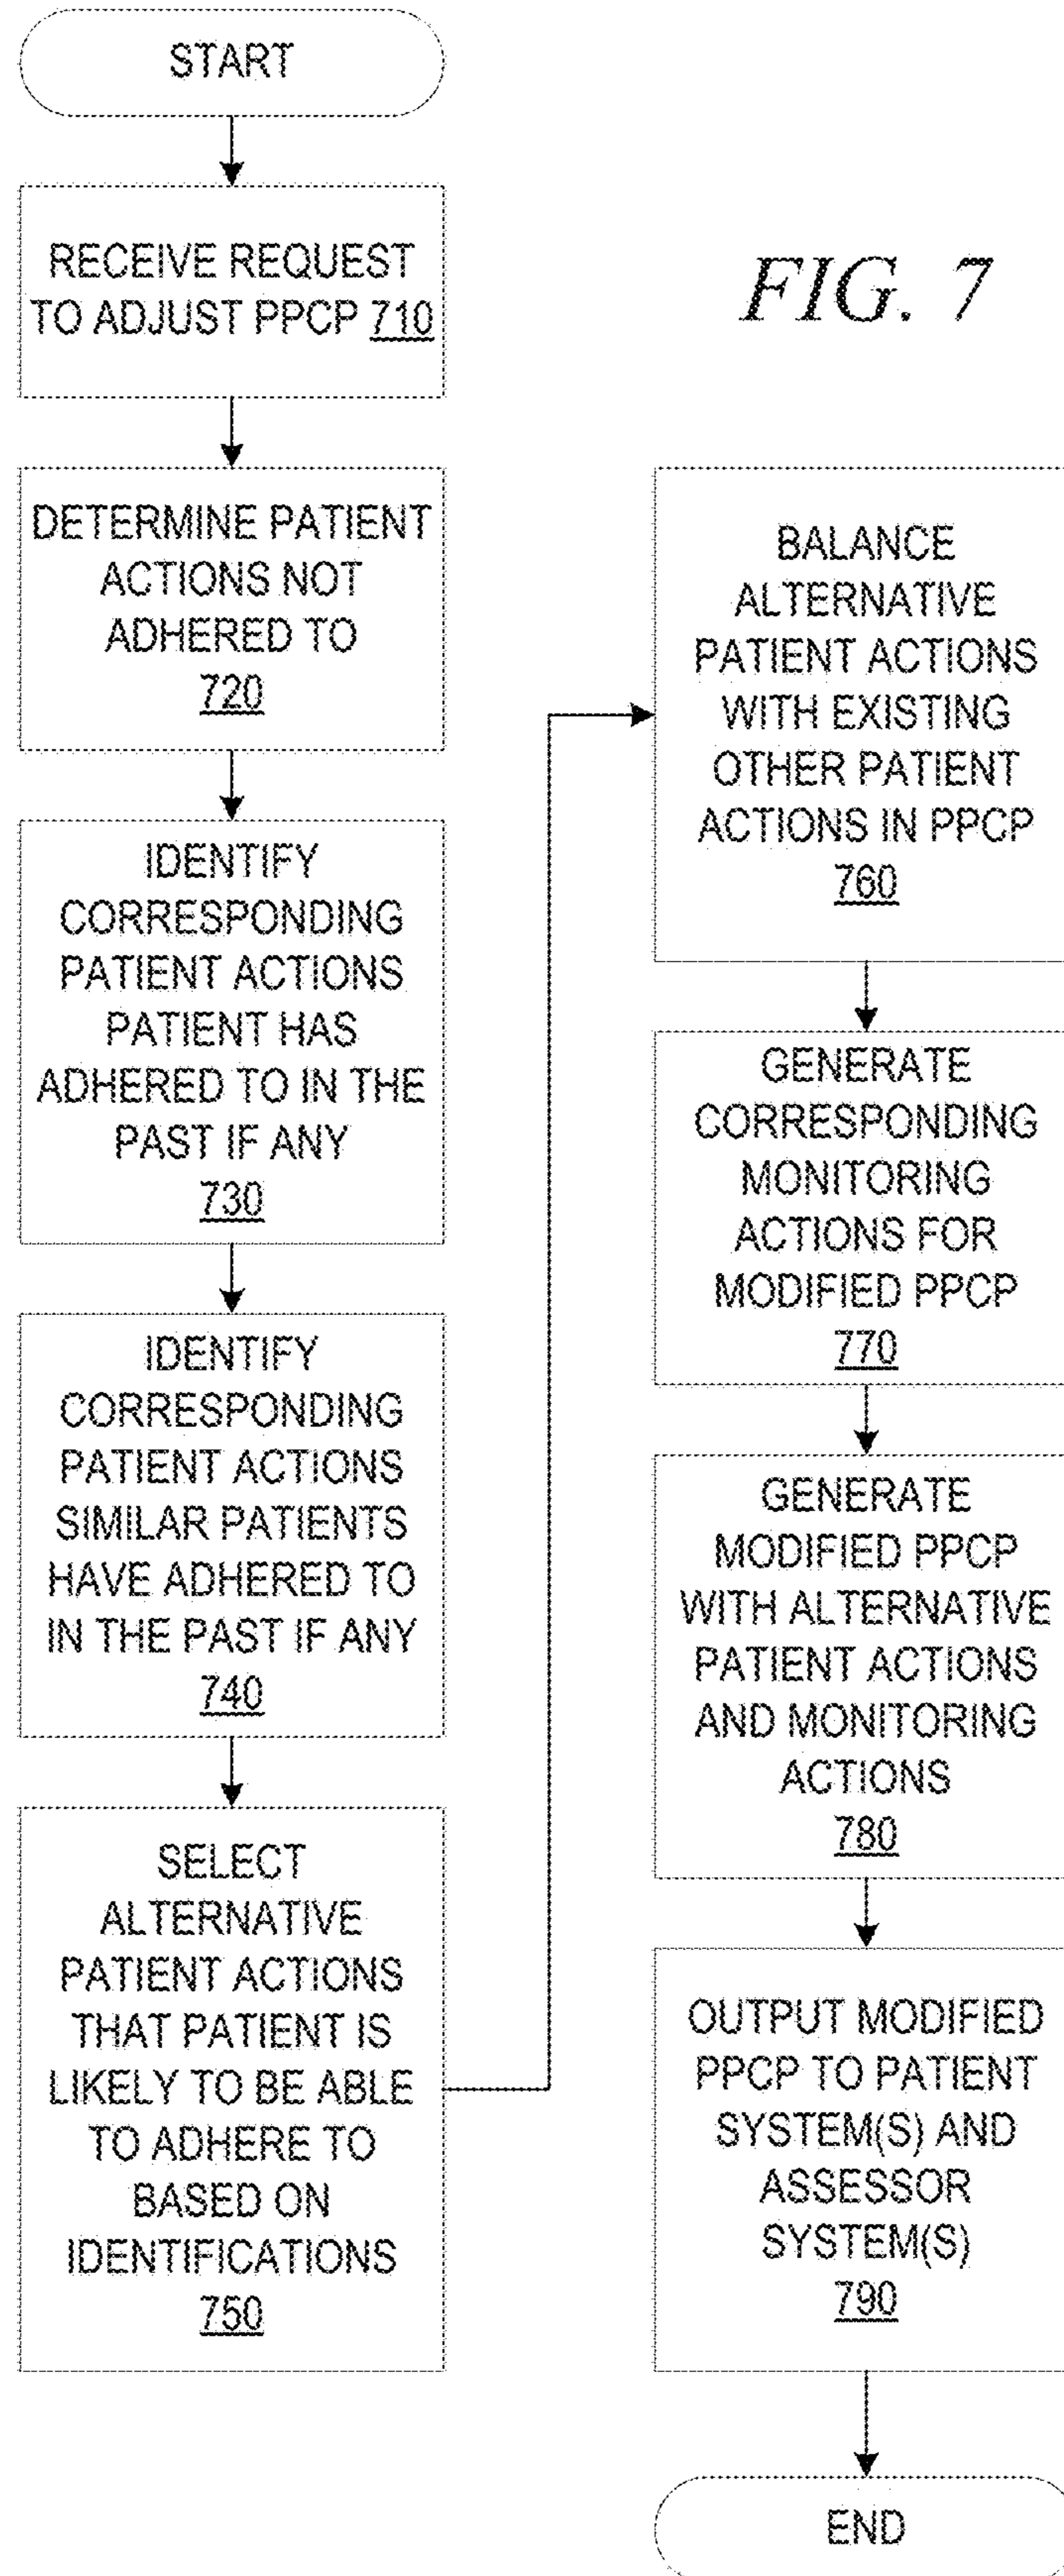 START
RECEIVE REQUEST
TO ADJUST PPCP 710
DETERMINE PATIENT
ACTIONS NOT
ADHERED TO
720
IDENTIFY
CORRESPONDING
PATIENT ACTIONS
PATIENT HAS
ADHERED TO IN THE
PAST IF ANY
730
IDENTIFY
CORRESPONDING
PATIENT ACTIONS
SIMILAR PATIENTS
HAVE ADHERED TO
IN THE PAST IF ANY
740
SELECT
ALTERNATIVE
PATIENT ACTIONS
THAT PATIENT IS
LIKELY TO BE ABLE
TO ADHERE TO
BASED ON
IDENTIFICATIONS
750
FIG. 7
BALANCE
ALTERNATIVE
PATIENT ACTIONS
WITH EXISTING
OTHER PATIENT
ACTIONS IN PPCP
760
GENERATE
CORRESPONDING
MONITORING
ACTIONS FOR
MODIFIED PPCP
770
GENERATE
MODIFIED PPCP
WITH ALTERNATIVE
PATIENT ACTIONS
AND MONITORING
ACTIONS
780
OUTPUT MODIFIED
PPCP TO PATIENT
SYSTEM(S) AND
ASSESSOR
SYSTEM(S)
790
END